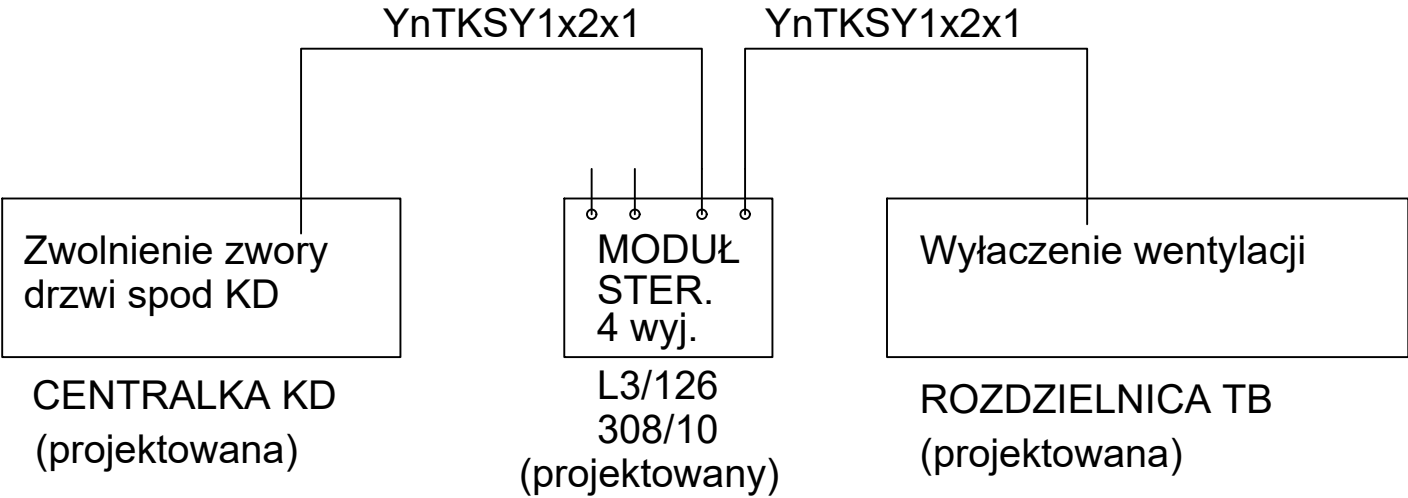 YnTKSY1x2x1
YnTKSY1x2x1
Zwolnienie zwory
drzwi spod KD
MODUŁ
STER.
4 wyj.
Wyłaczenie wentylacji
CENTRALKA KD
(projektowana)
L3/126
308/10
(projektowany)
ROZDZIELNICA TB
(projektowana)